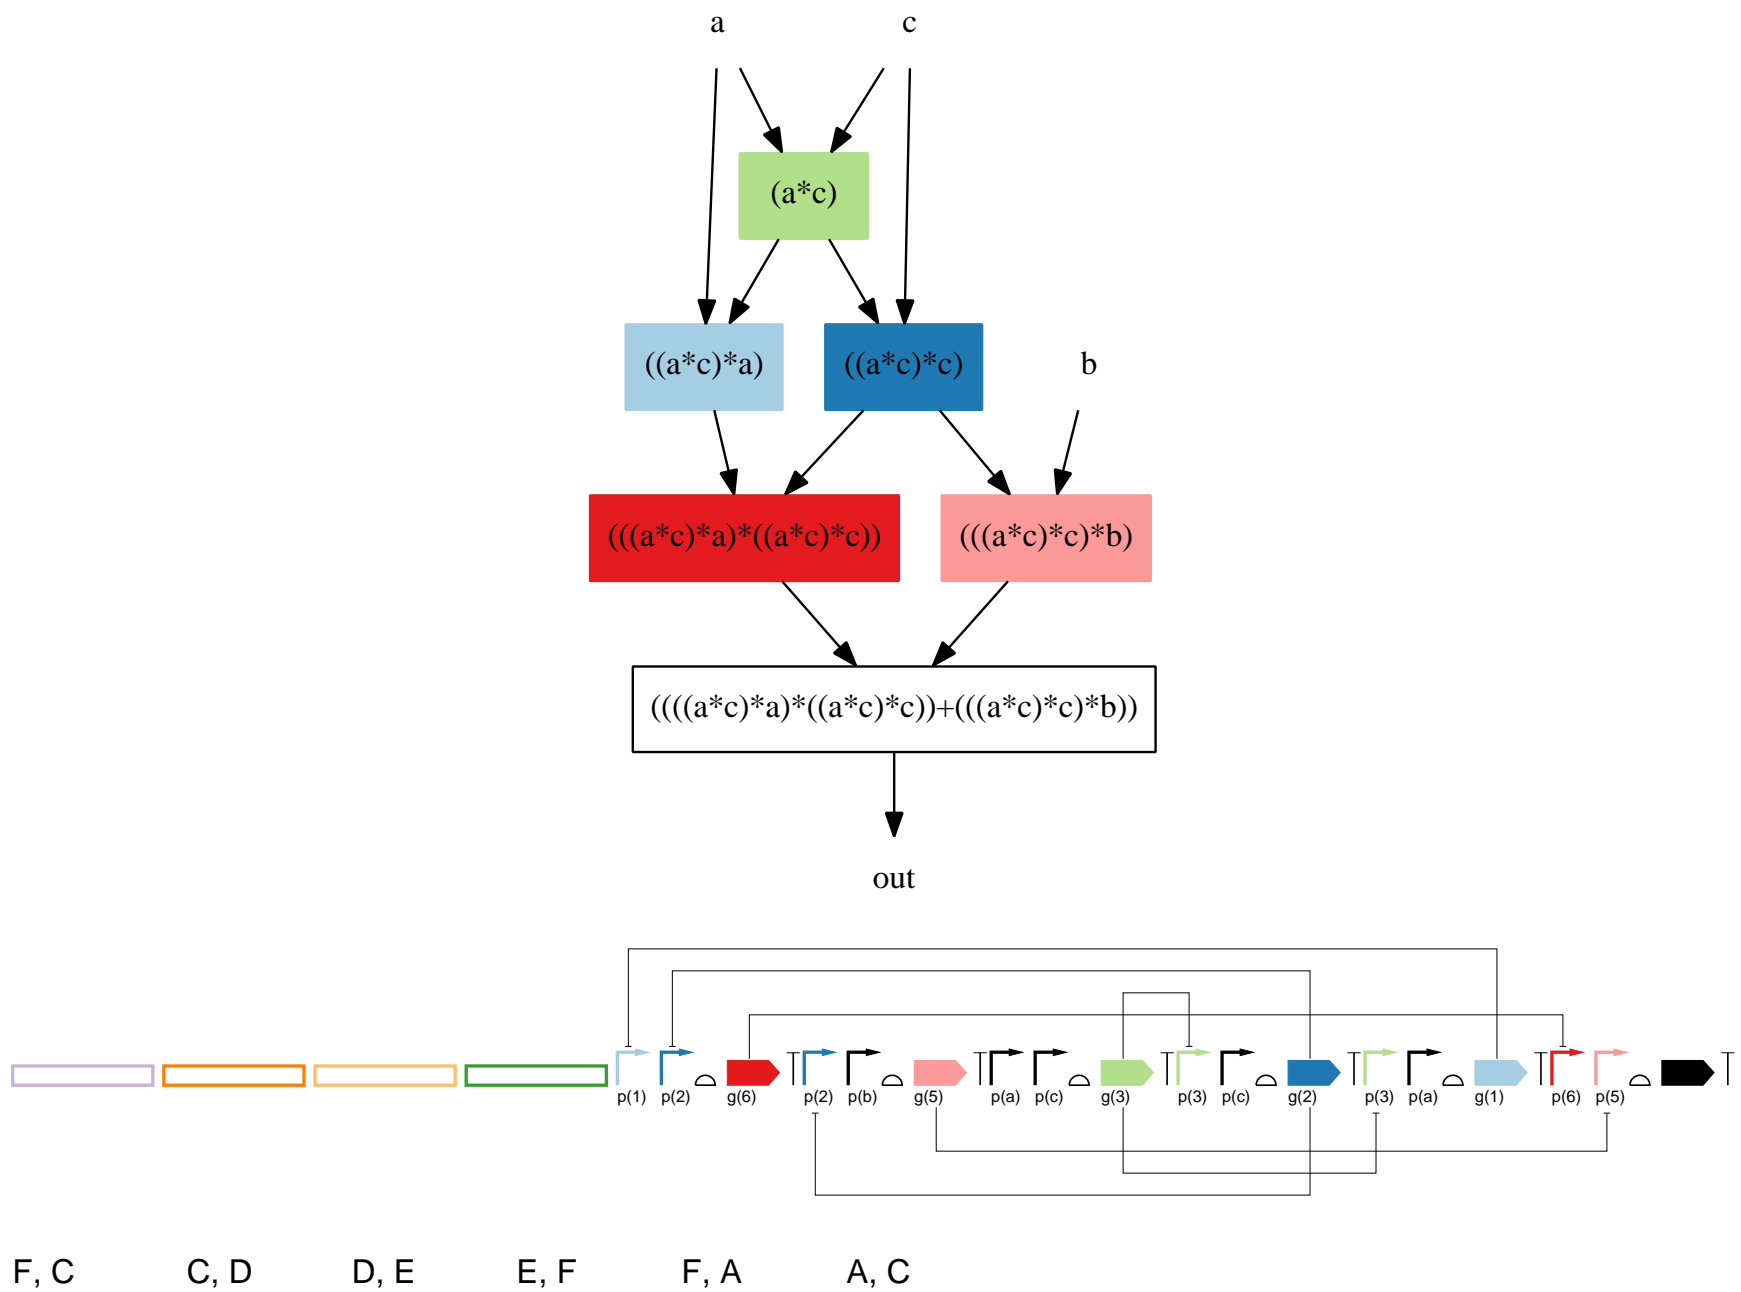 a c
(a*c)
((a*c)*a) ((a*c)*c) b
(((a*c)*a)*((a*c)*c)) (((a*c)*c)*b)
((((a*c)*a)*((a*c)*c))+(((a*c)*c)*b))
out
p(1) p(2) g(6) p(2) p(b) g(5) p(a) p(c) g(3) p(3) p(c) g(2) p(3) p(a) g(1) p(6) p(5)
F, C C, D D, E E, F F, A A, C